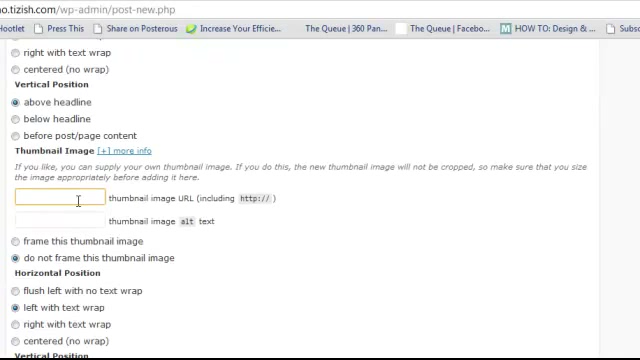 no.tizish.com/wp-admin/post-new.php
Hootlet Press This Share on Posterous Increase Your Efficie... The Queue | 360 Pan... The Queue | Facebo... HOW TO: Design & ... Subsc
right with text wrap
centered (no wrap)
Vertical Position
above headline
below headline
before post/page content
Thumbnail Image [+] more info
If you like, you can supply your own thumbnail image. If you do this, the new thumbnail image will not be cropped, so make sure that you size
the image appropriately before adding it here.
thumbnail image URL (including http:// )
thumbnail image alt text
frame this thumbnail image
do not frame this thumbnail image
Horizontal Position
flush left with no text wrap
left with text wrap
right with text wrap
centered (no wrap)
Vertical Position